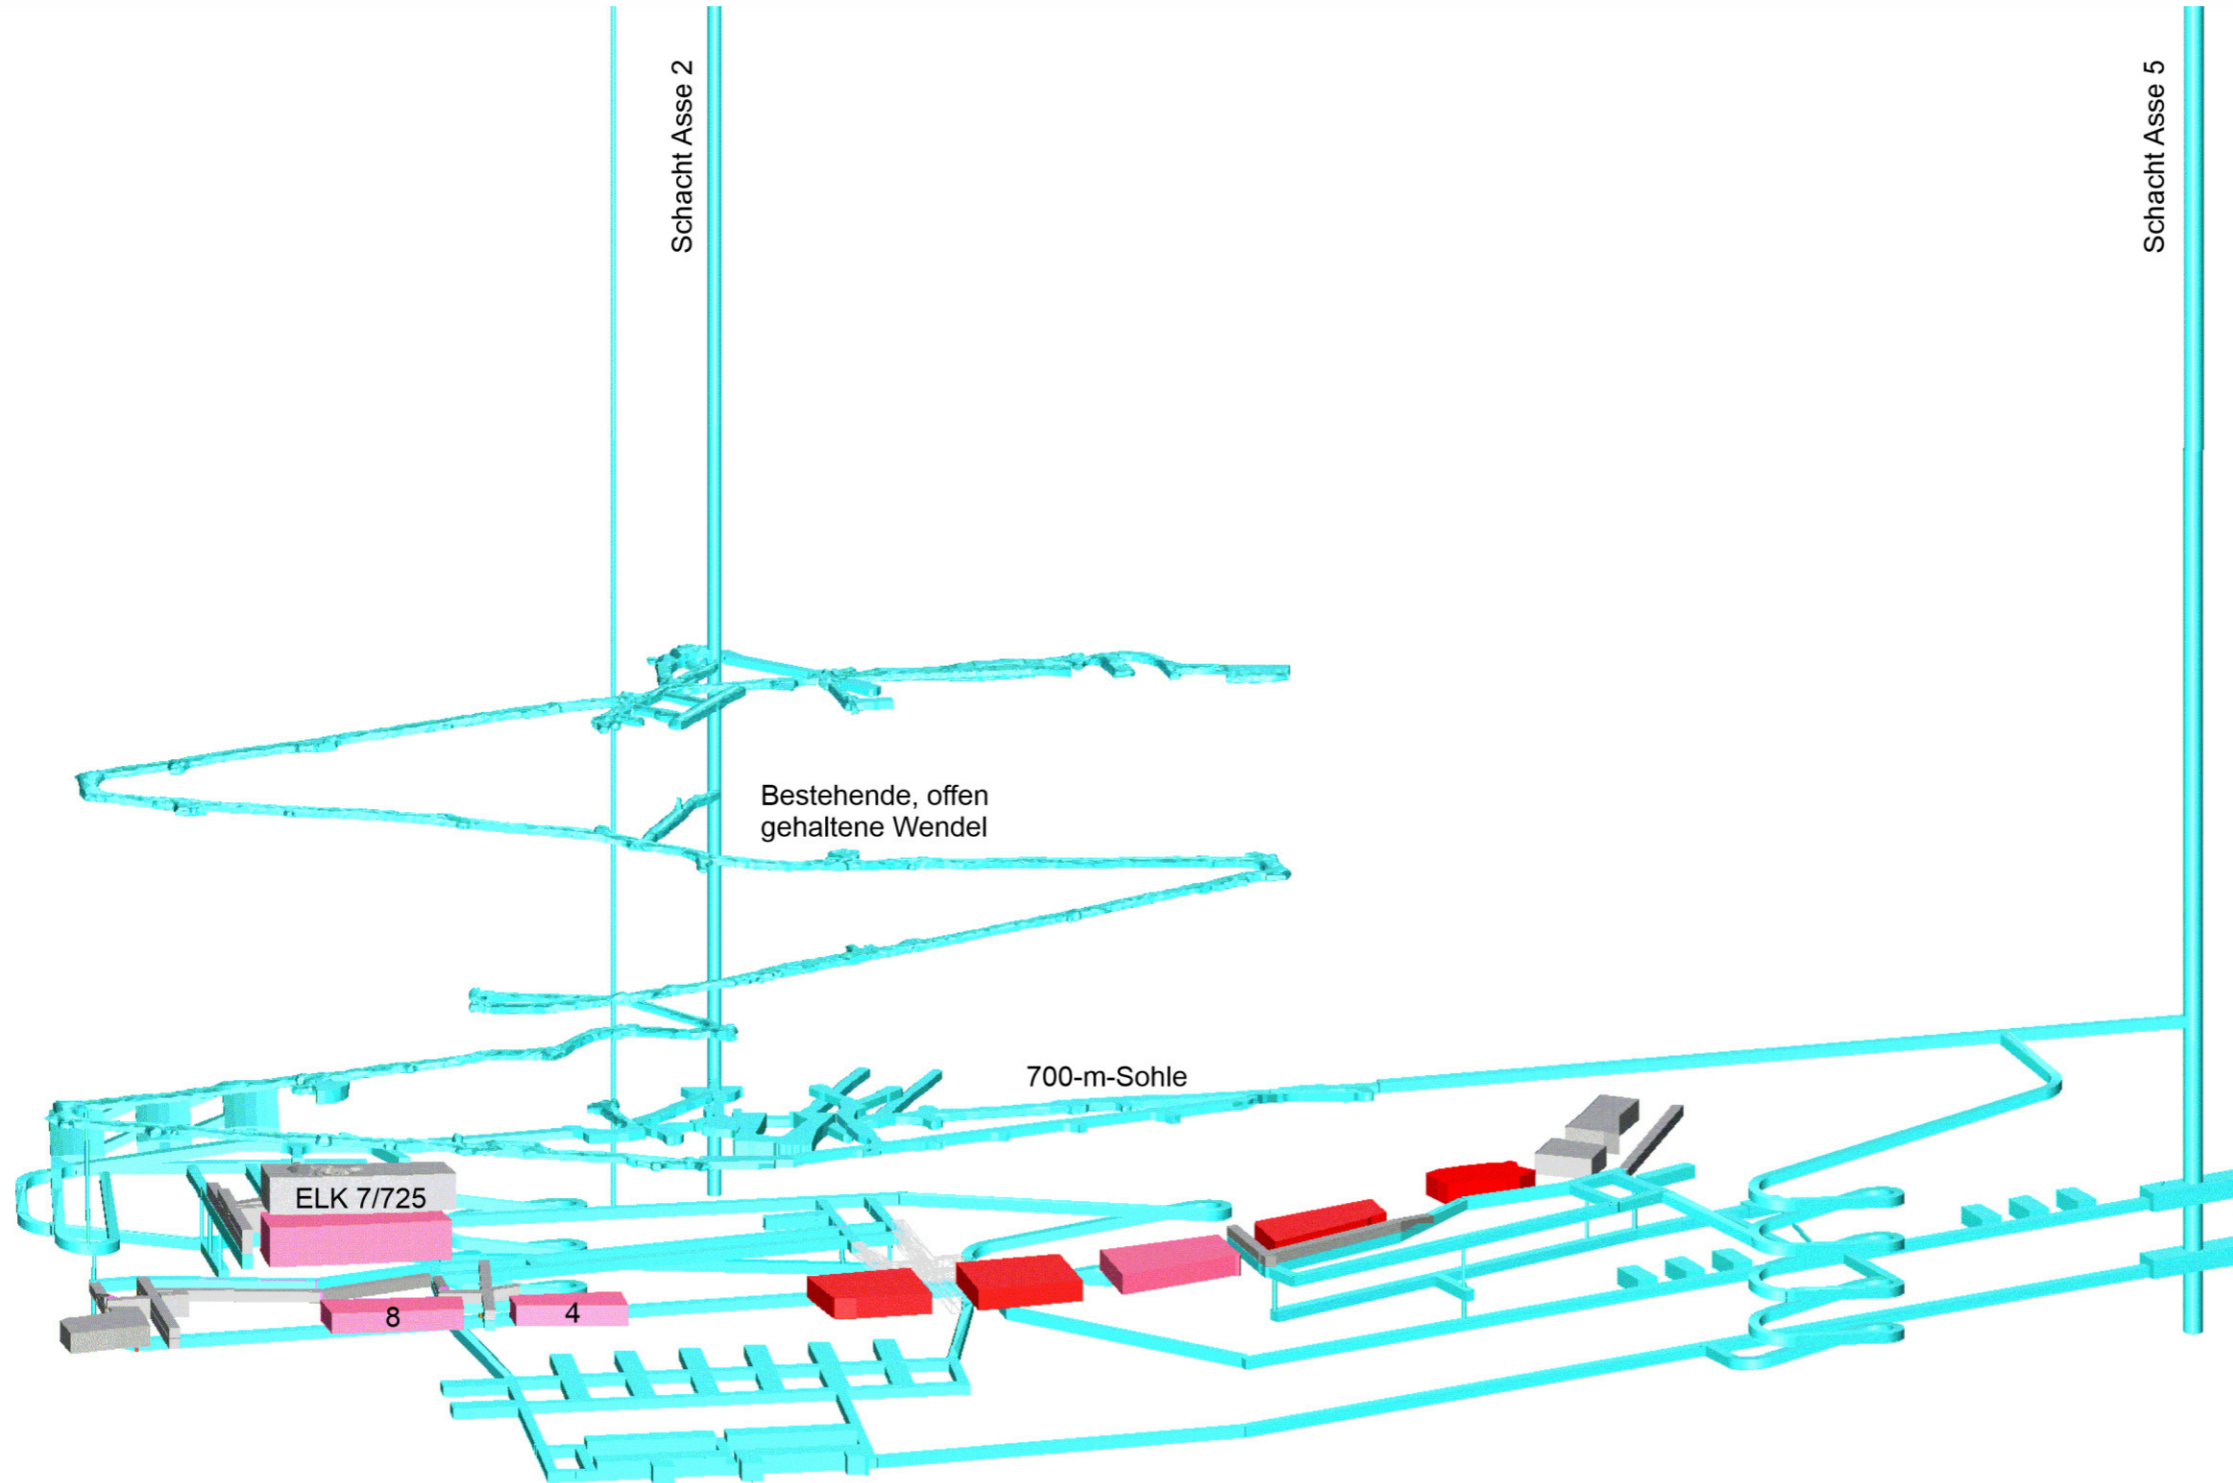 Schacht Asse 2
Schacht Asse 5
Bestehende, offen
gehaltene Wendel
700-m-Sohle
ELK 7/725
8
4